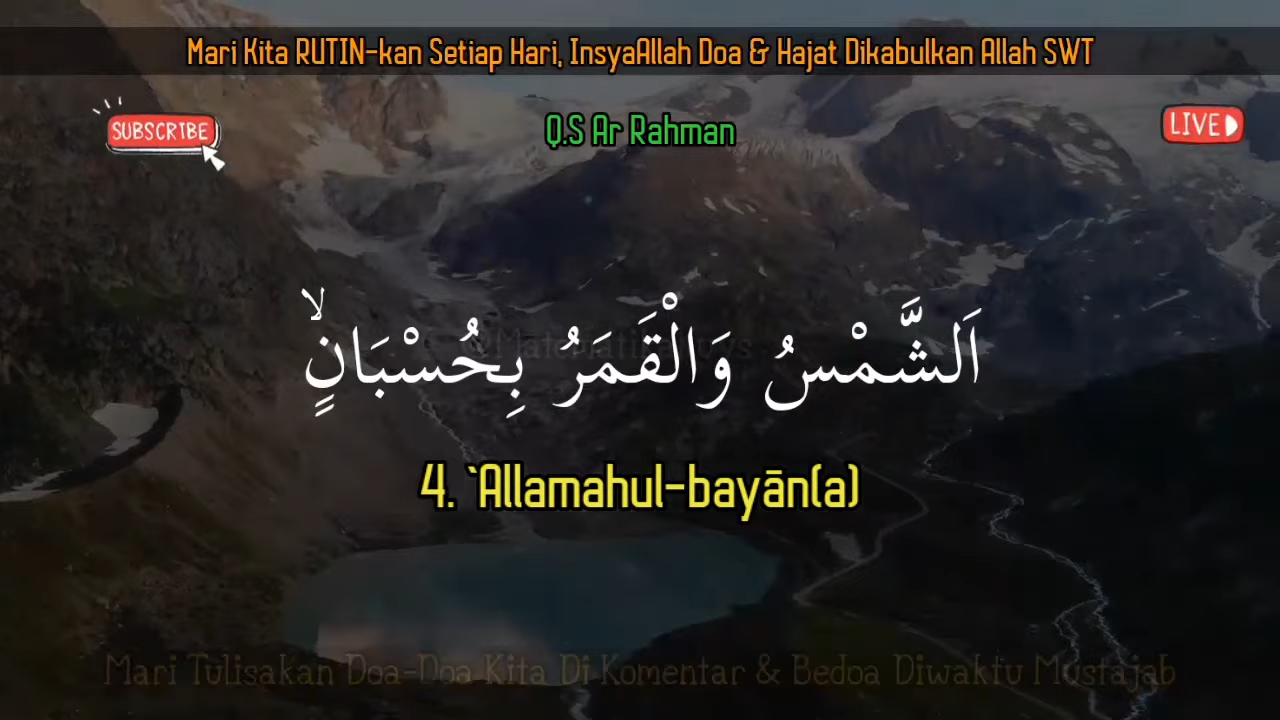 Mari Kita RUTIN-kan Setiap Hari, InsyaAllah Doa & Hajat Dikabulkan Allah SWT
SUBSCRIBE
Q.S Ar Rahman
LIVE
اَلشَّمْسُ وَالْقَمَرُ بِحُسْبَانٍۙ
4. `Allamahul-bayān(a)
Mari Tulisakan Doa-Doa Kita Di Komentar & Bedoa Diwaktu Mustajab